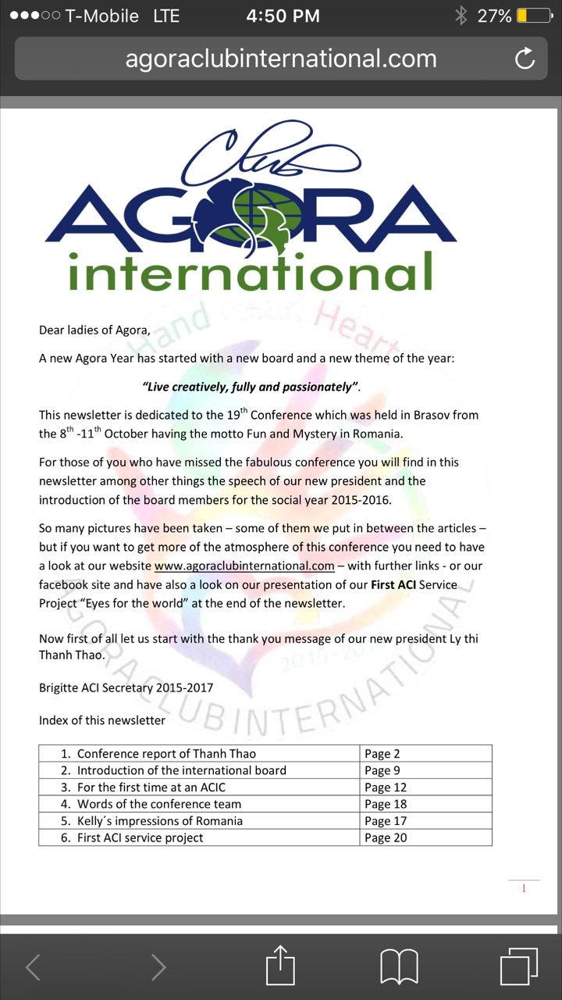 T-Mobile LTE 4:50 PM 27%
agoraclubinternational.com
Club
AGORA
international
Hand Heart
Dear ladies of Agora,
A new Agora Year has started with a new board and a new theme of the year:
“Live creatively, fully and passionately”.
This newsletter is dedicated to the 19th Conference which was held in Brasov from
the 8th -11th October having the motto Fun and Mystery in Romania.
For those of you who have missed the fabulous conference you will find in this
newsletter among other things the speech of our new president and the
introduction of the board members for the social year 2015-2016.
So many pictures have been taken – some of them we put in between the articles –
but if you want to get more of the atmosphere of this conference you need to have
a look at our website www.agoraclubinternational.com – with further links - or our
facebook site and have also a look on our presentation of our First ACI Service
Project “Eyes for the world” at the end of the newsletter.
Now first of all let us start with the thank you message of our new president Ly thi
Thanh Thao.
Brigitte ACI Secretary 2015-2017
AGORA CLUB INTERNATIONAL
Index of this newsletter
1. Conference report of Thanh Thao Page 2
2. Introduction of the international board Page 9
3. For the first time at an ACIC Page 12
4. Words of the conference team Page 18
5. Kelly´s impressions of Romania Page 17
6. First ACI service project Page 20
1